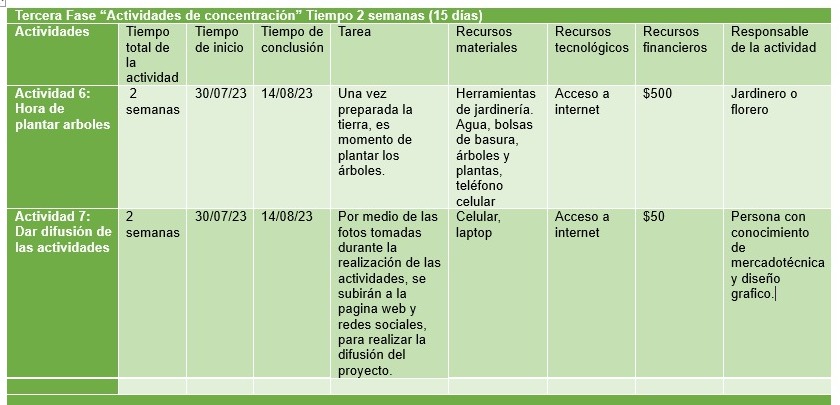 Tercera Fase “Actividades de concentración” Tiempo 2 semanas (15 días)
Actividades
Tiempo
total de
la
actividad
Tiempo
de inicio
Tiempo de
conclusión
Tarea
Recursos
materiales
Recursos
tecnológicos
Recursos
financieros
Responsable
de la actividad
Actividad 6:
Hora de
plantar arboles
2
semanas
30/07/23
14/08/23
Una vez
preparada la
tierra, es
momento de
plantar los
árboles.
Herramientas
de jardinería.
Agua, bolsas
de basura,
árboles y
plantas,
teléfono
celular
Acceso a
internet
$500
Jardinero o
florero
Actividad 7:
Dar difusión de
las actividades
2
semanas
30/07/23
14/08/23
Por medio de las
fotos tomadas
durante la
realización de las
actividades, se
subirán a la
pagina web y
redes sociales,
para realizar la
difusión del
proyecto.
Celular,
laptop
Acceso a
internet
$50
Persona con
conocimiento
de
mercadotécnica
y diseño
grafico.